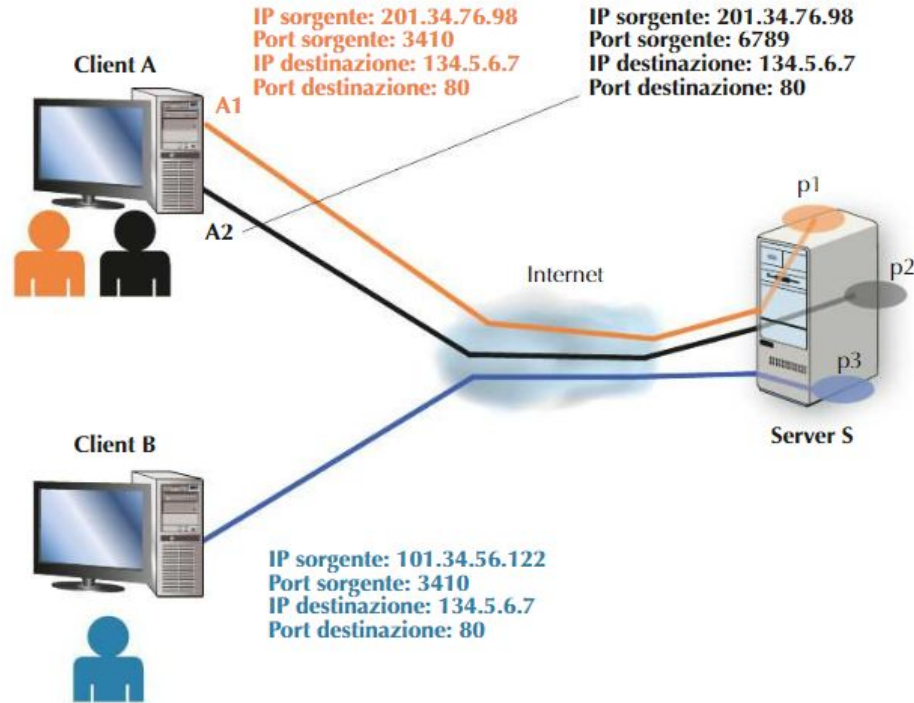 IP sorgente: 201.34.76.98
Port sorgente: 3410
IP destinazione: 134.5.6.7
Port destinazione: 80
IP sorgente: 201.34.76.98
Port sorgente: 6789
IP destinazione: 134.5.6.7
Port destinazione: 80
Client A
A1
A2
Internet
p1
p2
p3
Server S
Client B
IP sorgente: 101.34.56.122
Port sorgente: 3410
IP destinazione: 134.5.6.7
Port destinazione: 80